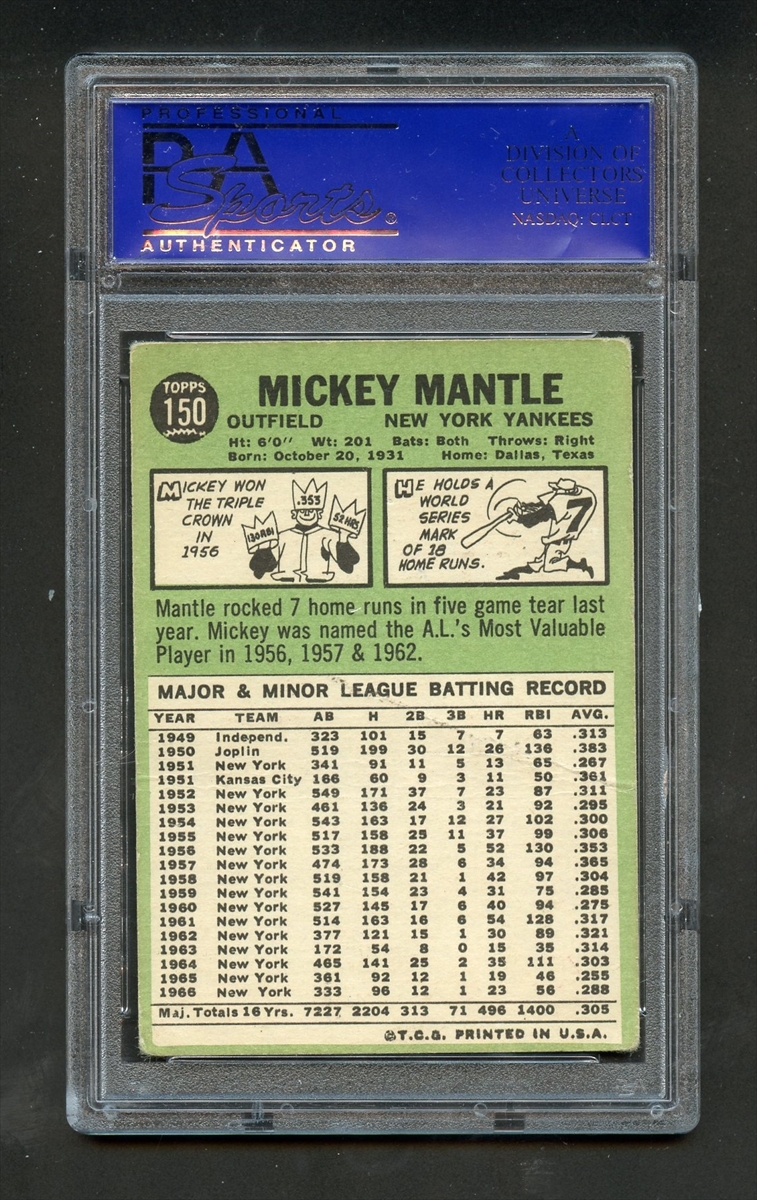 PROFESSIONAL
PSA
Sports®
AUTHENTICATOR
A
DIVISION OF
COLLECTORS
UNIVERSE
NASDAQ: CLCT
TOPPS
150
MICKEY MANTLE
OUTFIELD NEW YORK YANKEES
Ht: 6'0" Wt: 201 Bats: Both Throws: Right
Born: October 20, 1931 Home: Dallas, Texas
MICKEY WON
THE TRIPLE
CROWN
IN
1956
130 RBI
.353
52 HRS
HE HOLDS A
WORLD
SERIES
MARK
OF 18
HOME RUNS.
7
Mantle rocked 7 home runs in five game tear last
year. Mickey was named the A.L.'s Most Valuable
Player in 1956, 1957 & 1962.
MAJOR & MINOR LEAGUE BATTING RECORD
YEAR TEAM AB H 2B 3B HR RBI AVG.
1949 Independ. 323 101 15 7 7 63 .313
1950 Joplin 519 199 30 12 26 136 .383
1951 New York 341 91 11 5 13 65 .267
1951 Kansas City 166 60 9 3 11 50 .361
1952 New York 549 171 37 7 23 87 .311
1953 New York 461 136 24 3 21 92 .295
1954 New York 543 163 17 12 27 102 .300
1955 New York 517 158 25 11 37 99 .306
1956 New York 533 188 22 5 52 130 .353
1957 New York 474 173 28 6 34 94 .365
1958 New York 519 158 21 1 42 97 .304
1959 New York 541 154 23 4 31 75 .285
1960 New York 527 145 17 6 40 94 .275
1961 New York 514 163 16 6 54 128 .317
1962 New York 377 121 15 1 30 89 .321
1963 New York 172 54 8 0 15 35 .314
1964 New York 465 141 25 2 35 111 .303
1965 New York 361 92 12 1 19 46 .255
1966 New York 333 96 12 1 23 56 .288
Maj. Totals 16 Yrs. 7227 2204 313 71 496 1400 .305
©T.C.G. PRINTED IN U.S.A.